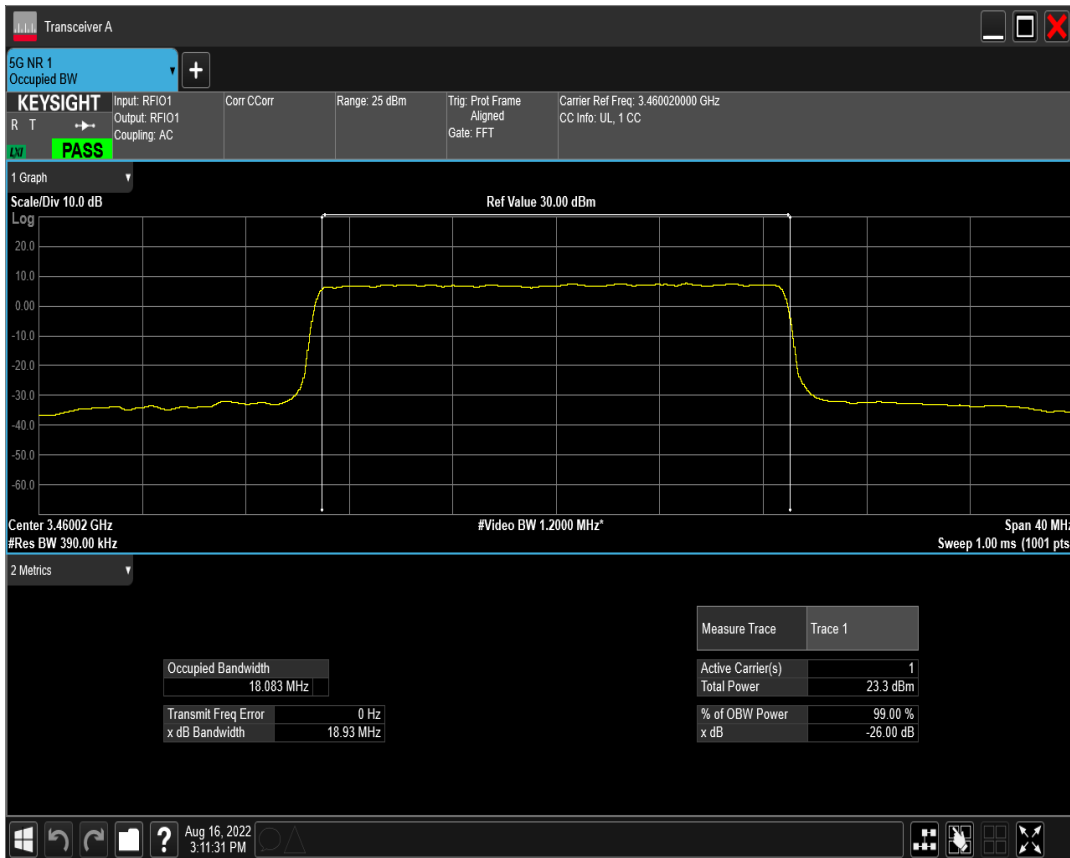 Transceiver A
5G NR 1
Occupied BW
+
KEYSIGHT
R T
LXI
PASS
Input: RFIO1
Output: RFIO1
Coupling: AC
Corr CCorr
Range: 25 dBm
Trig: Prot Frame
Aligned
Gate: FFT
Carrier Ref Freq: 3.460020000 GHz
CC Info: UL, 1 CC
1 Graph
Scale/Div 10.0 dB
Ref Value 30.00 dBm
Log
20.0
10.0
0.00
-10.0
-20.0
-30.0
-40.0
-50.0
-60.0
Center 3.46002 GHz
#Video BW 1.2000 MHz*
Span 40 MHz
#Res BW 390.00 kHz
Sweep 1.00 ms (1001 pts
2 Metrics
Measure Trace Trace 1
Occupied Bandwidth
18.083 MHz
Active Carrier(s) 1
Total Power 23.3 dBm
Transmit Freq Error 0 Hz
x dB Bandwidth 18.93 MHz
% of OBW Power 99.00 %
x dB -26.00 dB
?
Aug 16, 2022
3:11:31 PM